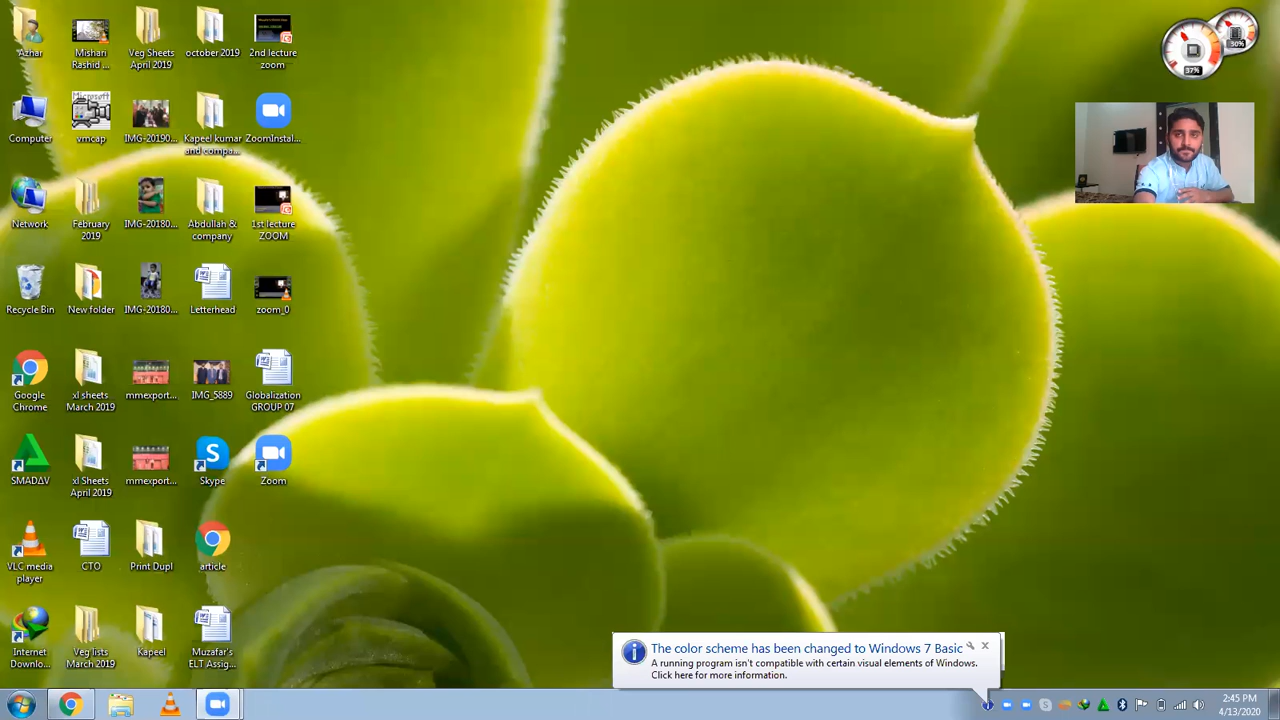 Azhar
Mishari
Rashid ...
Veg Sheets
April 2019
october 2019
2nd lecture
zoom
Computer
Microsoft
vmcap
IMG-20190...
Kapeel kumar
and compa...
ZoomInstal...
Network
February
2019
IMG-20180...
Abdullah &
company
1st lecture
ZOOM
Recycle Bin
New folder
IMG-20180...
Letterhead
zoom_0
Google
Chrome
xl sheets
March 2019
mmexport...
IMG_5889
Globalization
GROUP 07
SMADΔV
xl Sheets
April 2019
mmexport...
Skype
Zoom
VLC media
player
CTO
Print Dupl
article
Internet
Downlo...
Veg lists
March 2019
Kapeel
Muzafar's
ELT Assig...
30%
37%
The color scheme has been changed to Windows 7 Basic
A running program isn't compatible with certain visual elements of Windows.
Click here for more information.
2:45 PM
4/13/2020